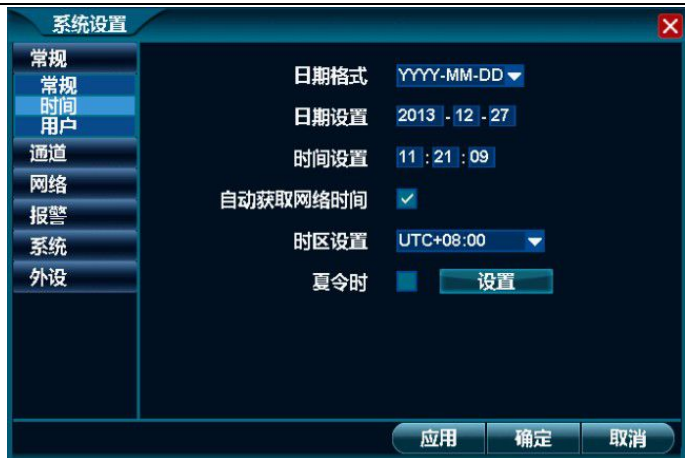 系统设置
常规
常规
时间
用户
通道
网络
报警
系统
外设
日期格式 YYYY-MM-DD
日期设置 2013 - 12 - 27
时间设置 11 : 21 : 09
自动获取网络时间
时区设置 UTC+08:00
夏令时 设置
应用 确定 取消